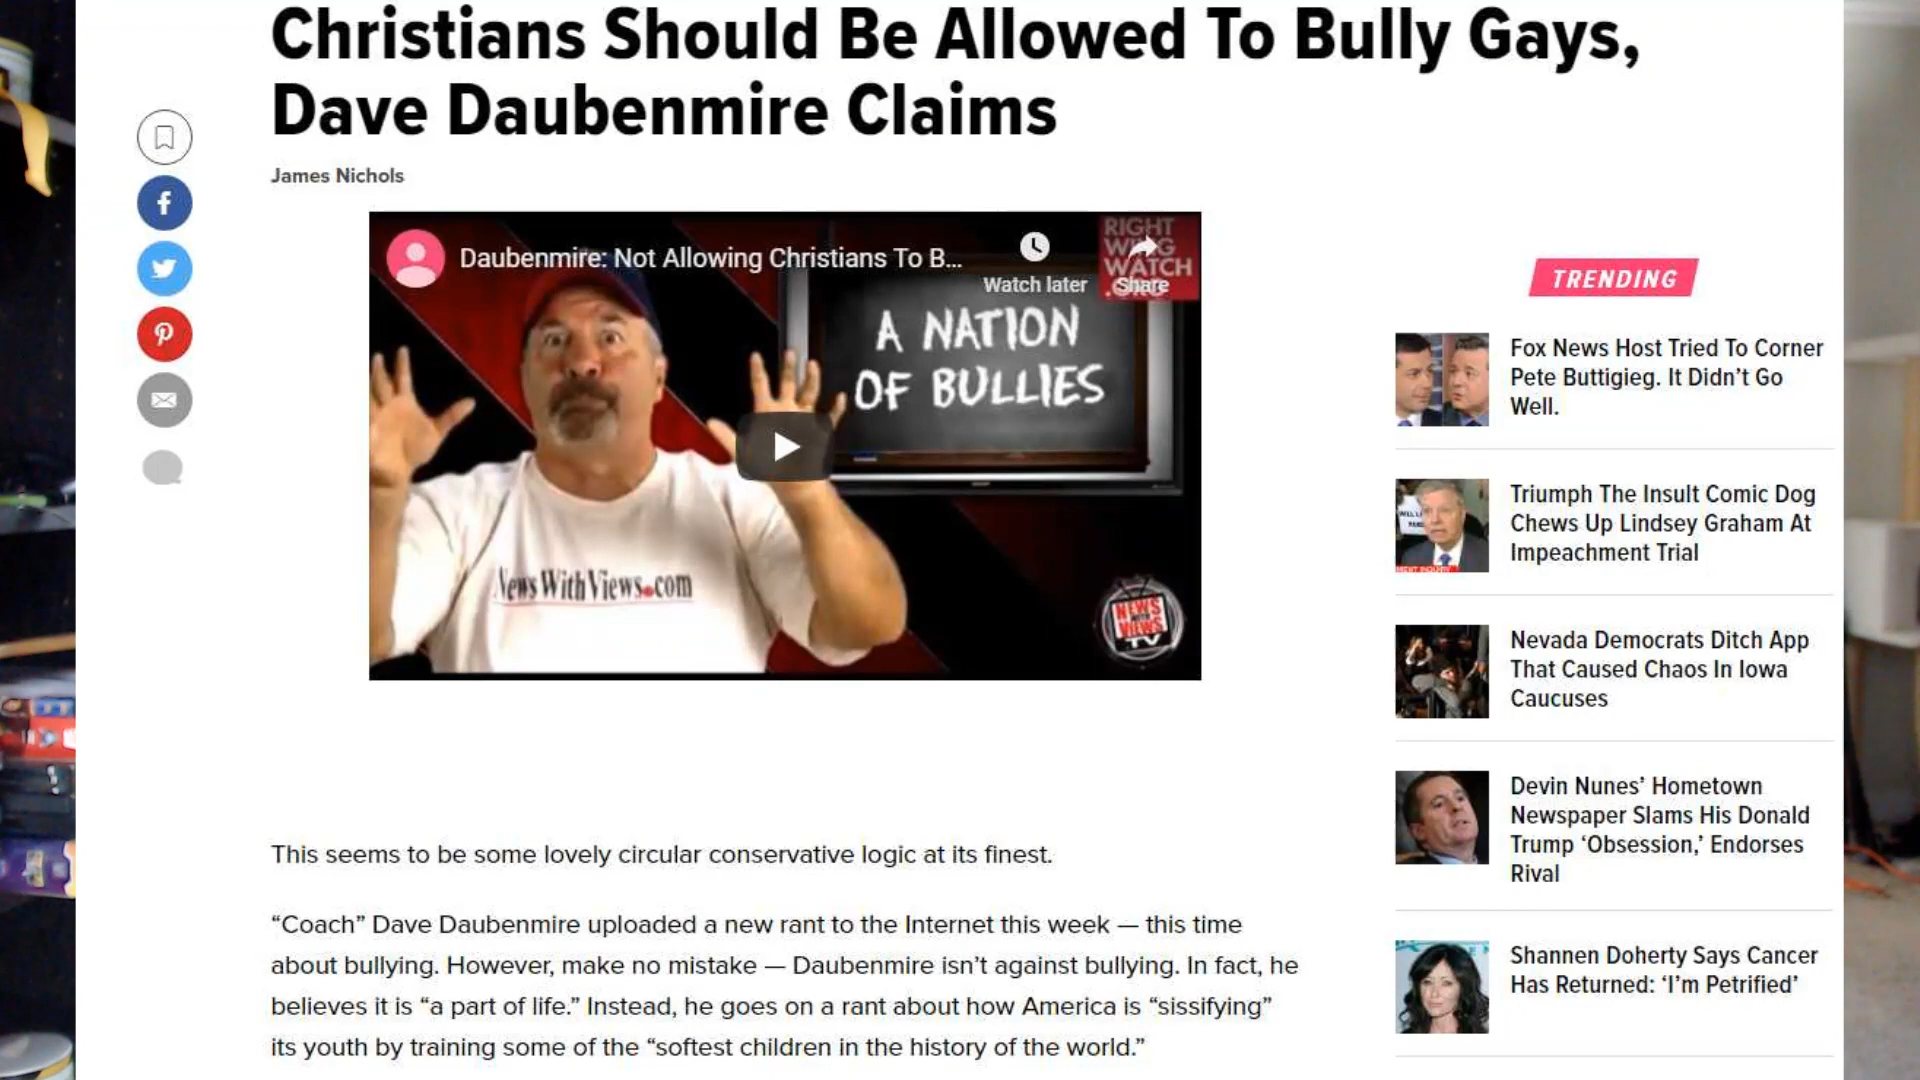 Christians Should Be Allowed To Bully Gays,
Dave Daubenmire Claims
James Nichols
Daubenmire: Not Allowing Christians To B...
Watch later
Share
RIGHT
WING
WATCH
.ORG
A NATION
OF BULLIES
NewsWithViews.com
NEWS
WITH
VIEWS
TV
This seems to be some lovely circular conservative logic at its finest.
“Coach” Dave Daubenmire uploaded a new rant to the Internet this week — this time
about bullying. However, make no mistake — Daubenmire isn’t against bullying. In fact, he
believes it is “a part of life.” Instead, he goes on a rant about how America is “sissifying”
its youth by training some of the “softest children in the history of the world.”
TRENDING
Fox News Host Tried To Corner
Pete Buttigieg. It Didn’t Go
Well.
Triumph The Insult Comic Dog
Chews Up Lindsey Graham At
Impeachment Trial
Nevada Democrats Ditch App
That Caused Chaos In Iowa
Caucuses
Devin Nunes’ Hometown
Newspaper Slams His Donald
Trump ‘Obsession,’ Endorses
Rival
Shannen Doherty Says Cancer
Has Returned: ‘I’m Petrified’